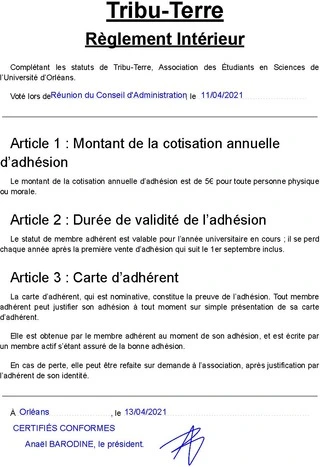 Tribu-Terre
Règlement Intérieur
Complétant les statuts de Tribu-Terre, Association des Étudiants en Sciences de
l'Université d'Orléans.
Voté lors de Réunion du Conseil d'Administration, le 11/04/2021
Article 1 : Montant de la cotisation annuelle
d'adhésion
Le montant de la cotisation annuelle d'adhésion est de 5€ pour toute personne physique
ou morale.
Article 2 : Durée de validité de l'adhésion
Le statut de membre adhérent est valable pour l'année universitaire en cours ; il se perd
chaque année après la première vente d'adhésion qui suit le 1er septembre inclus.
Article 3 : Carte d'adhérent
La carte d'adhérent, qui est nominative, constitue la preuve de l'adhésion. Tout membre
adhérent peut justifier son adhésion à tout moment sur simple présentation de sa carte
d'adhérent.
Elle est obtenue par le membre adhérent au moment de son adhésion, et est écrite par
un membre actif s'étant assuré de la bonne adhésion.
En cas de perte, elle peut être refaite sur demande à l'association, après justification par
l'adhérent de son identité.
À Orléans, le 13/04/2021
CERTIFIÉS CONFORMES
Anaël BARODINE, le président.